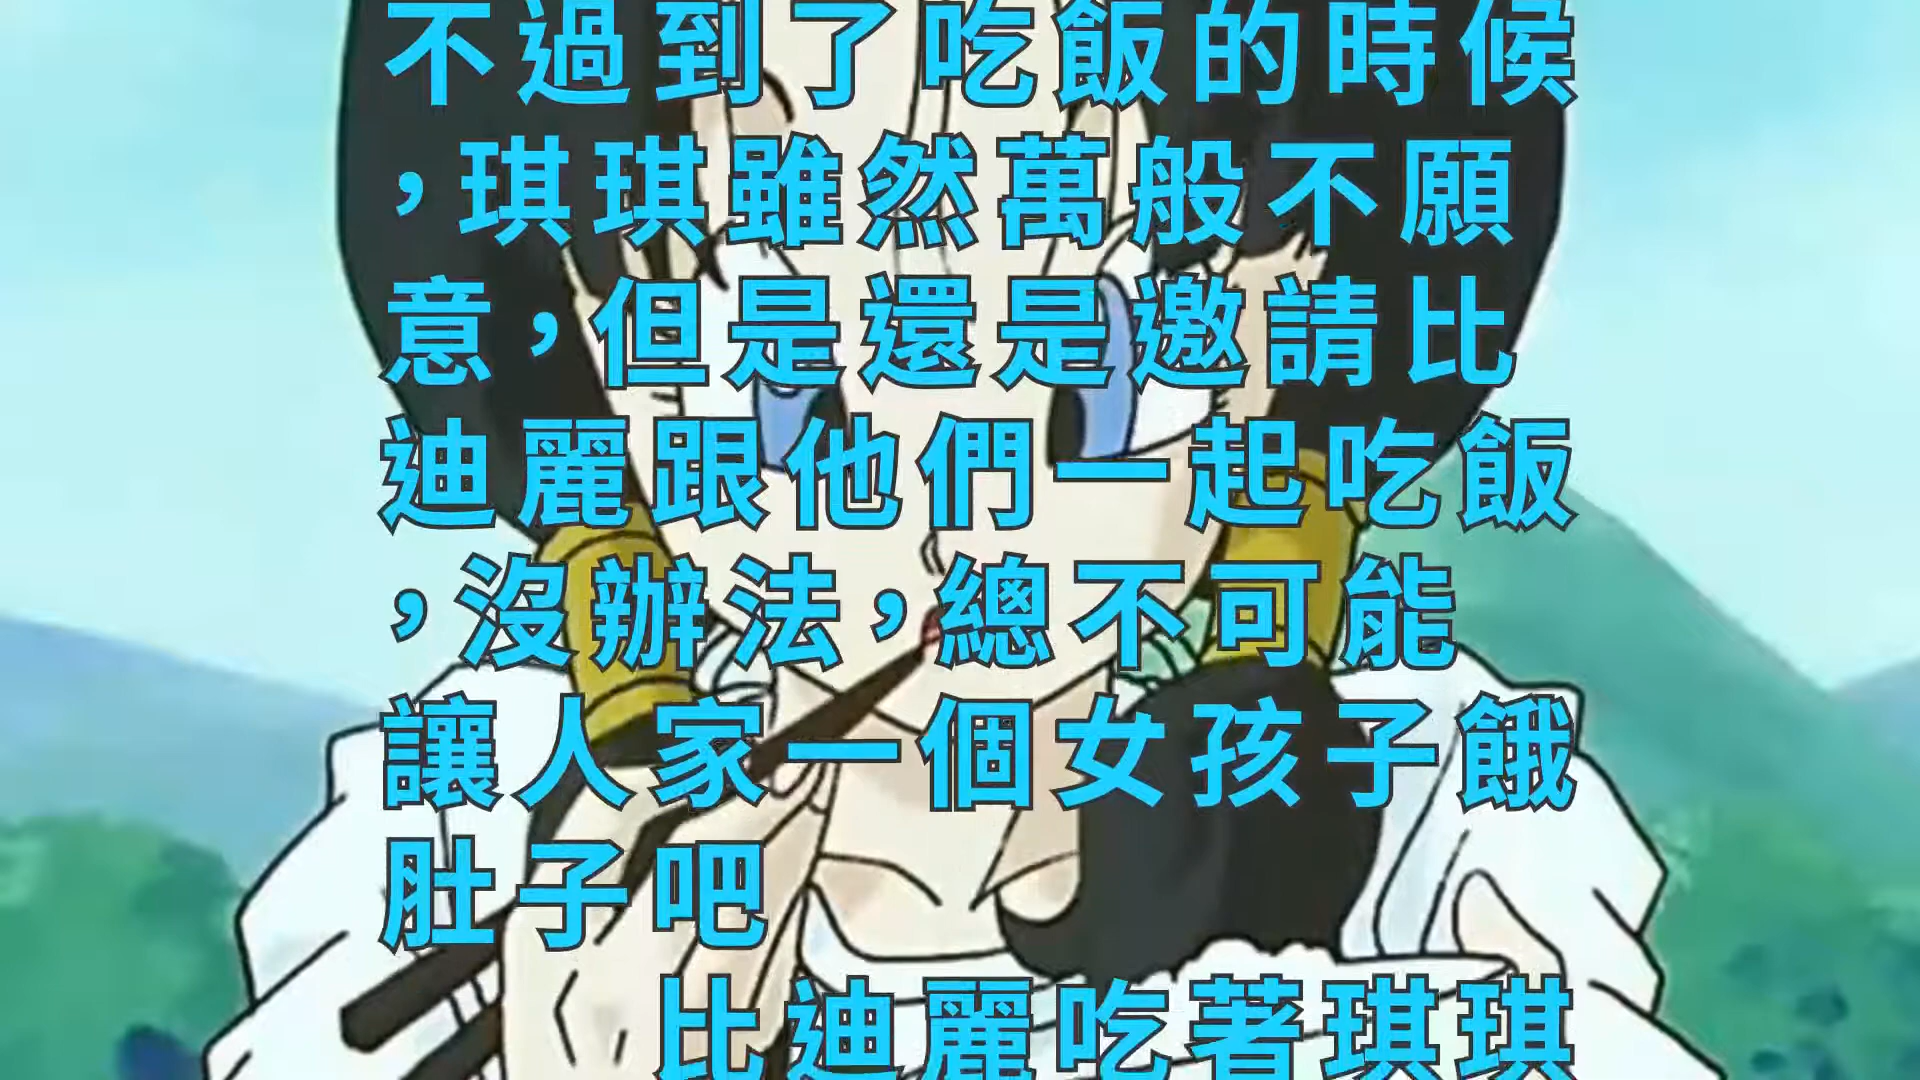 不過到了吃飯的時候
，琪琪雖然萬般不願
意，但是還是邀請比
迪麗跟他們一起吃飯
，沒辦法，總不可能
讓人家一個女孩子餓
肚子吧
比迪麗吃著琪琪